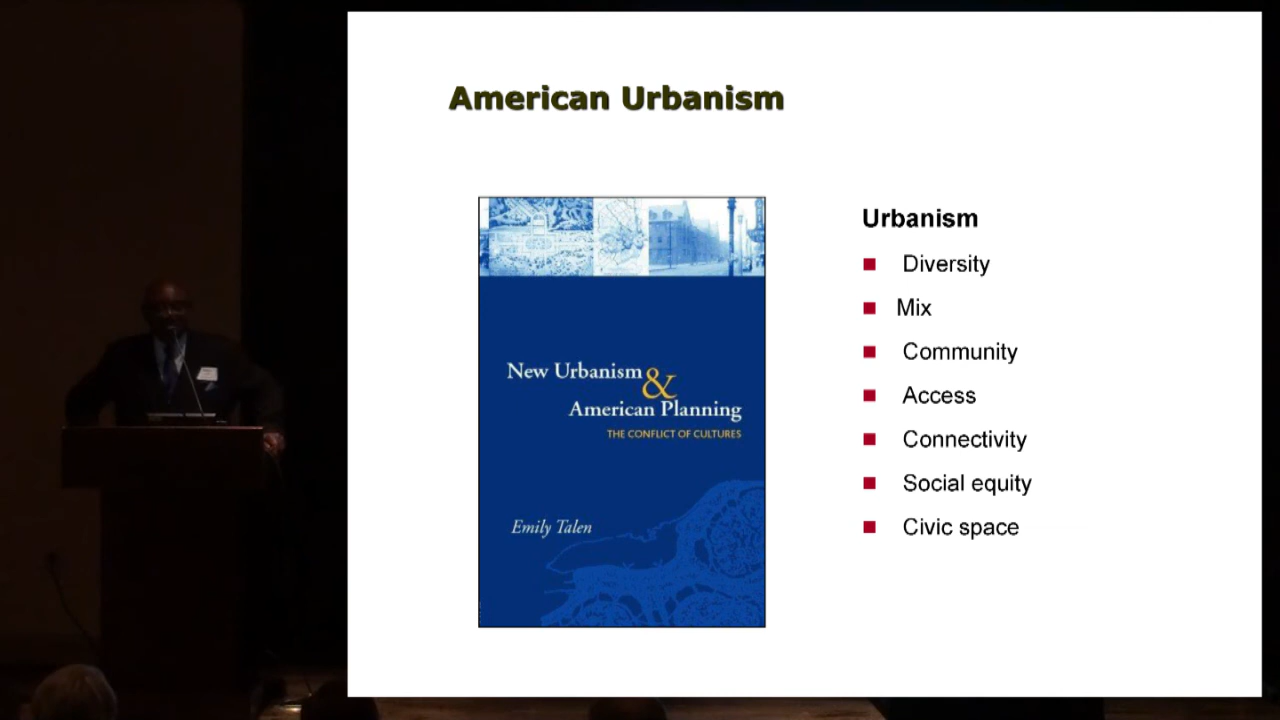 American Urbanism
New Urbanism &
American Planning
THE CONFLICT OF CULTURES
Emily Talen
Urbanism
Diversity
Mix
Community
Access
Connectivity
Social equity
Civic space